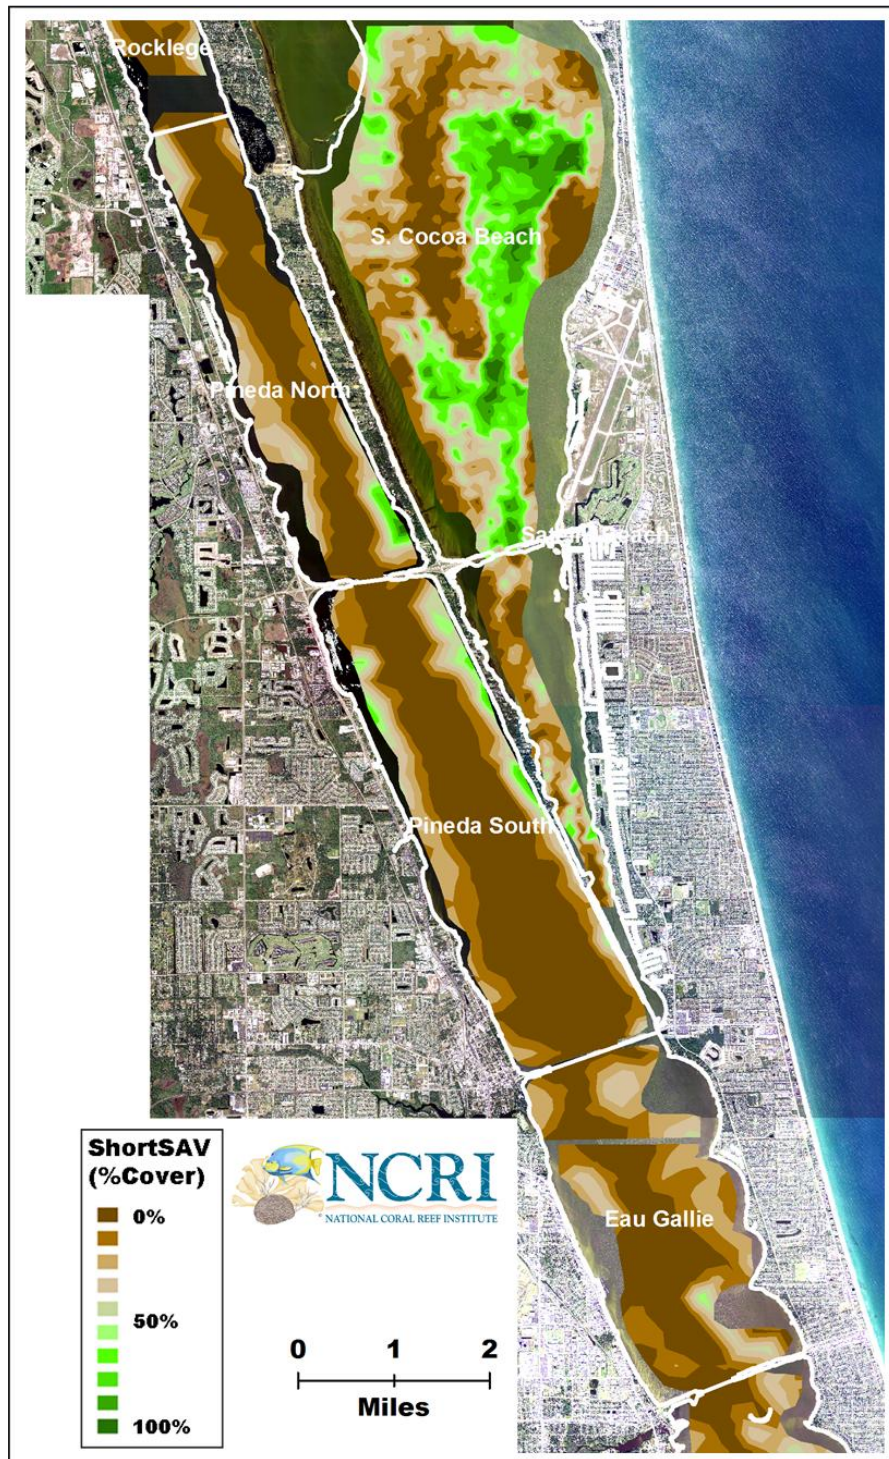 Rocklege
S. Cocoa Beach
Pineda North
Pineda South
Eau Gallie
ShortSAV
(%Cover)
0%
50%
100%
NCRI
NATIONAL CORAL REEF INSTITUTE
0 1 2
Miles